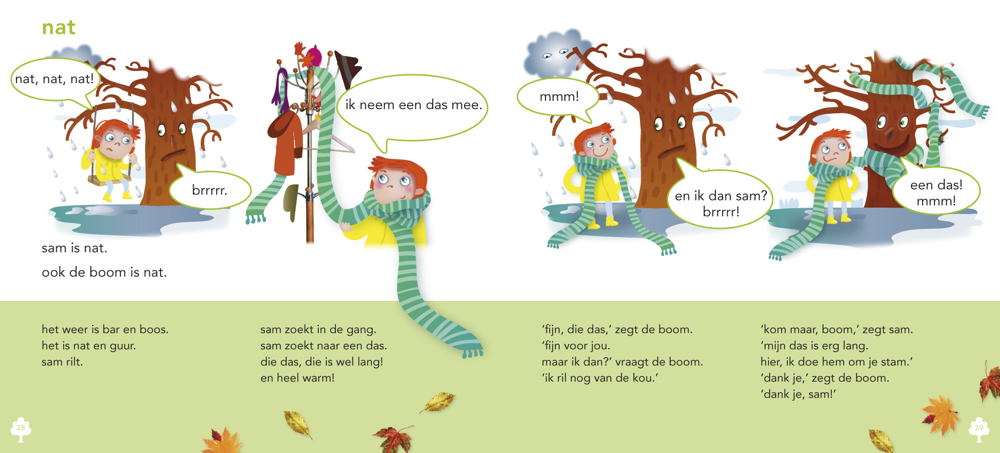 nat
nat, nat, nat!
brrrrr.
sam is nat.
ook de boom is nat.
ik neem een das mee.
mmm!
en ik dan sam?
brrrrr!
een das!
mmm!
het weer is bar en boos.
het is nat en guur.
sam rilt.
sam zoekt in de gang.
sam zoekt naar een das.
die das, die is wel lang!
en heel warm!
‘fijn, die das,’ zegt de boom.
‘fijn voor jou.
maar ik dan?’ vraagt de boom.
‘ik ril nog van de kou.’
‘kom maar, boom,’ zegt sam.
‘mijn das is erg lang.
hier, ik doe hem om je stam.’
‘dank je,’ zegt de boom.
‘dank je, sam!’
28
29